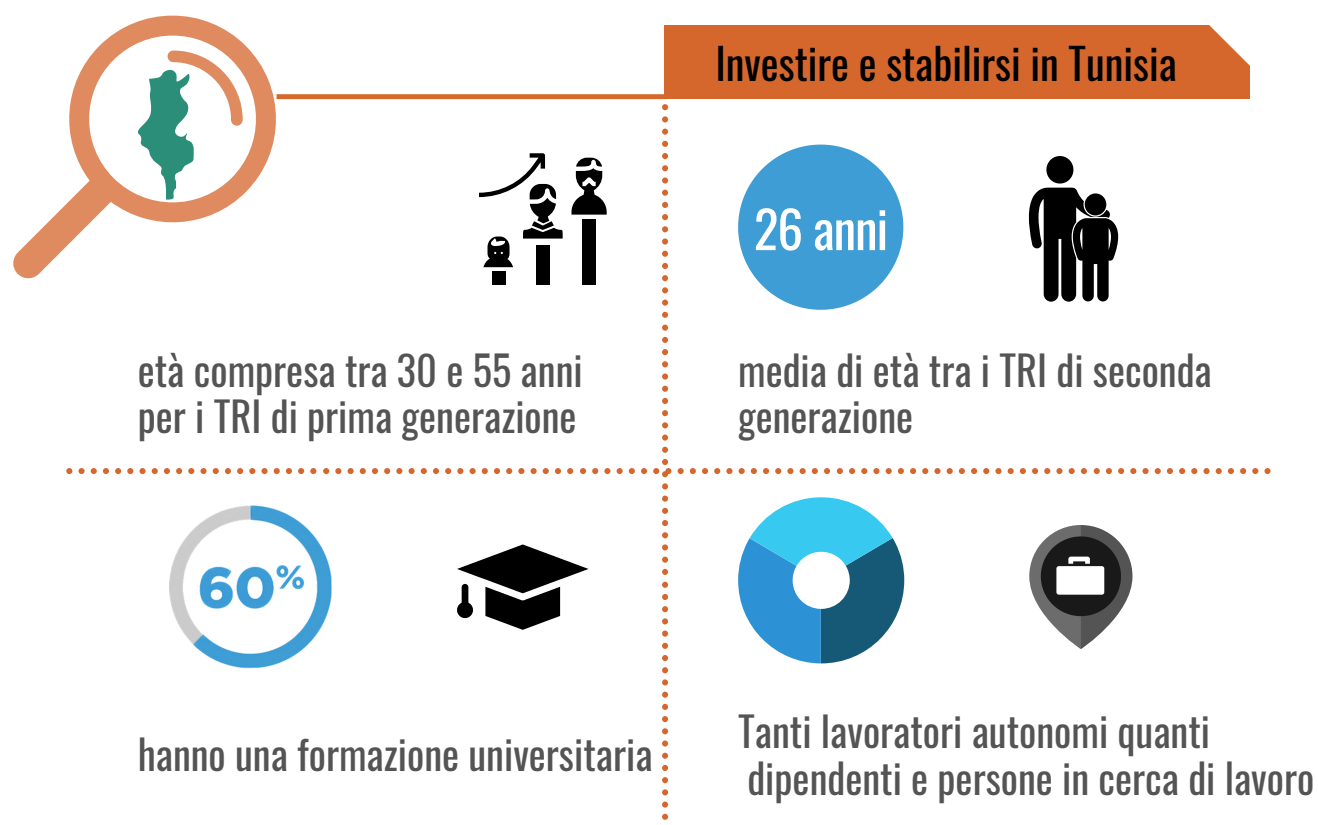 Investire e stabilirsi in Tunisia
26 anni
età compresa tra 30 e 55 anni
per i TRI di prima generazione
media di età tra i TRI di seconda
generazione
60%
hanno una formazione universitaria
Tanti lavoratori autonomi quanti
dipendenti e persone in cerca di lavoro